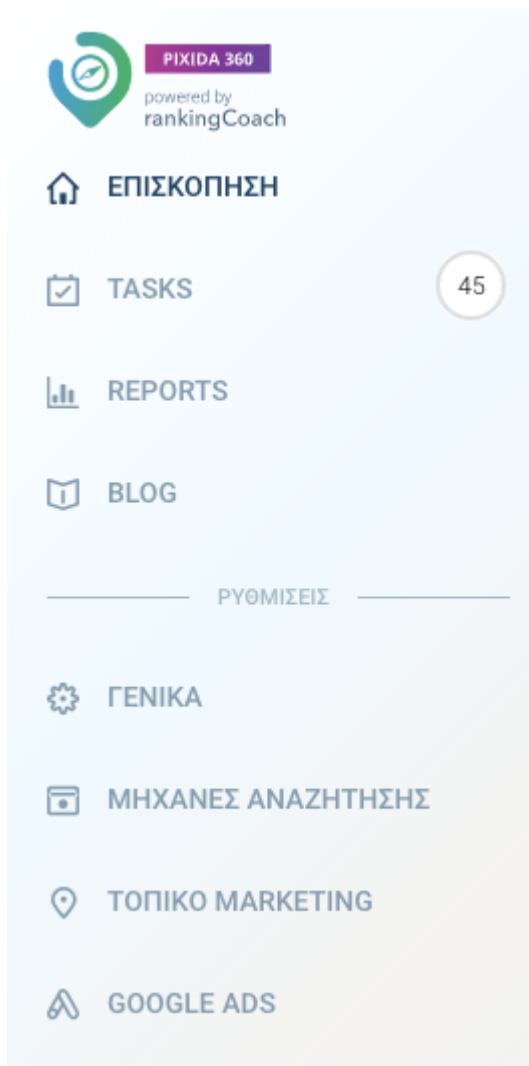 PIXIDA 360
powered by
rankingCoach
ΕΠΙΣΚΟΠΗΣΗ
TASKS
45
REPORTS
BLOG
ΡΥΘΜΙΣΕΙΣ
ΓΕΝΙΚΑ
ΜΗΧΑΝΕΣ ΑΝΑΖΗΤΗΣΗΣ
ΤΟΠΙΚΟ MARKETING
GOOGLE ADS